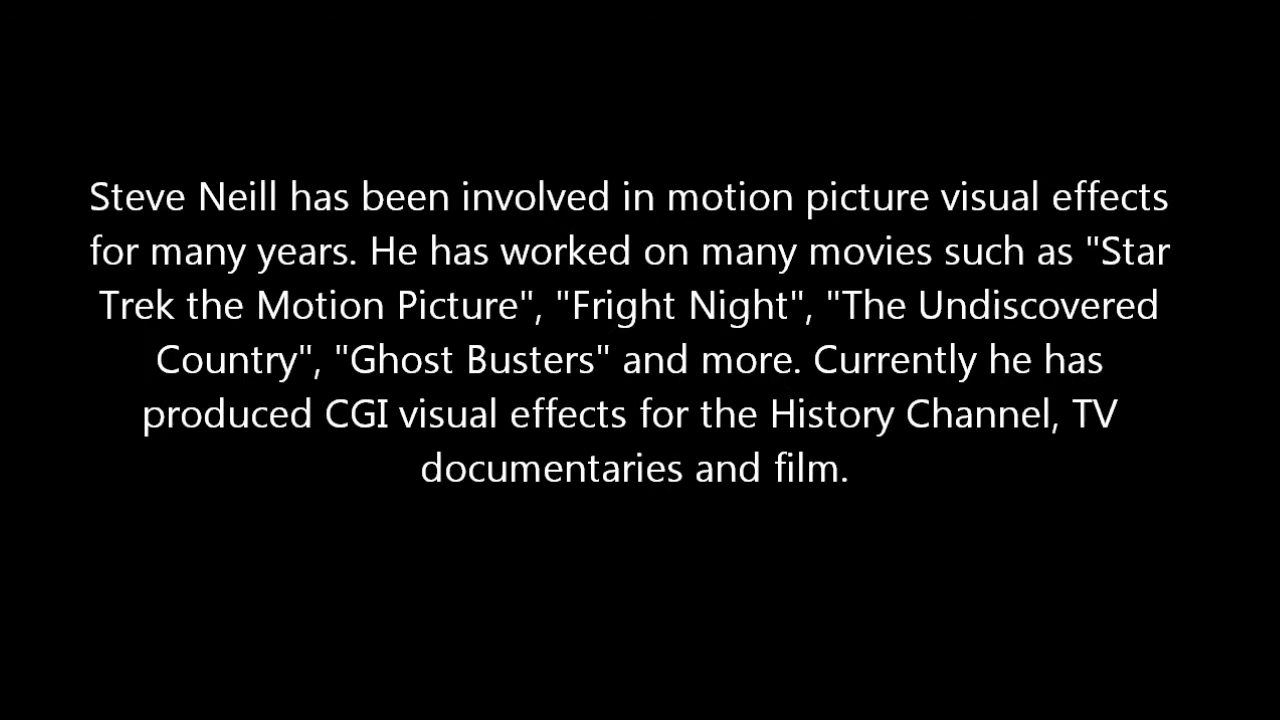 Steve Neill has been involved in motion picture visual effects
for many years. He has worked on many movies such as "Star
Trek the Motion Picture", "Fright Night", "The Undiscovered
Country", "Ghost Busters" and more. Currently he has
produced CGI visual effects for the History Channel, TV
documentaries and film.